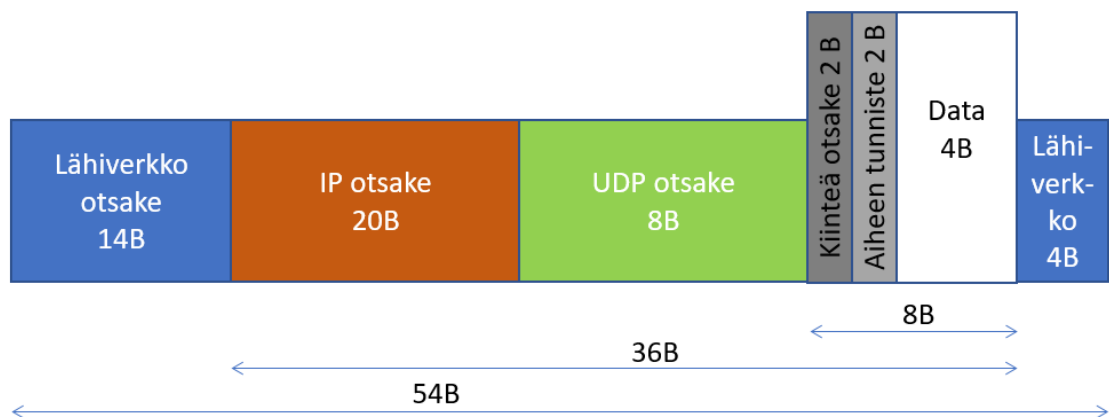 Lähiverkko
otsake
14B
IP otsake
20B
UDP otsake
8B
Kiinteä otsake 2 B
Aiheen tunniste 2 B
Data
4B
Lähi-
verk-
ko
4B
8B
36B
54B